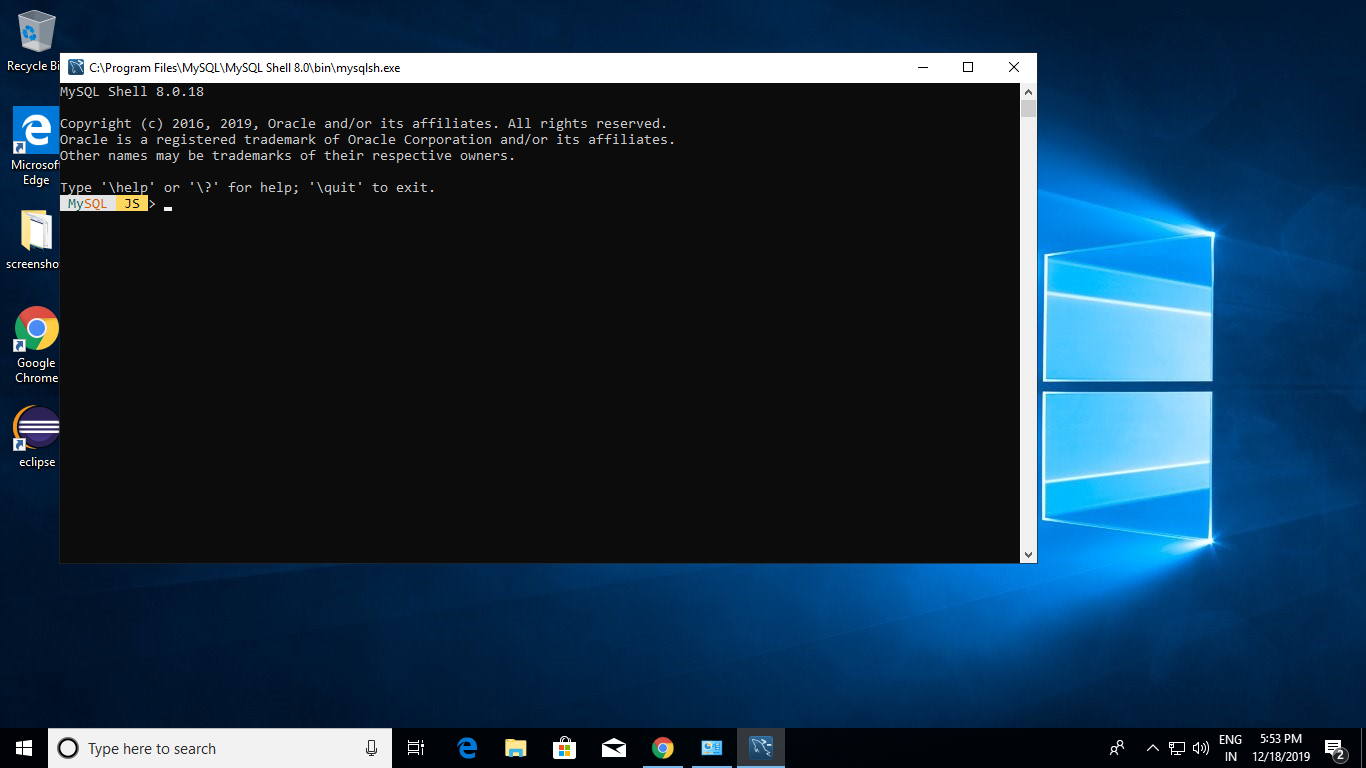 Recycle Bi
Microsof
Edge
screensho
Google
Chrome
eclipse
C:\Program Files\MySQL\MySQL Shell 8.0\bin\mysqlsh.exe
MySQL Shell 8.0.18
Copyright (c) 2016, 2019, Oracle and/or its affiliates. All rights reserved.
Oracle is a registered trademark of Oracle Corporation and/or its affiliates.
Other names may be trademarks of their respective owners.
Type '\help' or '\?' for help; '\quit' to exit.
MySQL JS >
Type here to search
ENG
IN
5:53 PM
12/18/2019
2